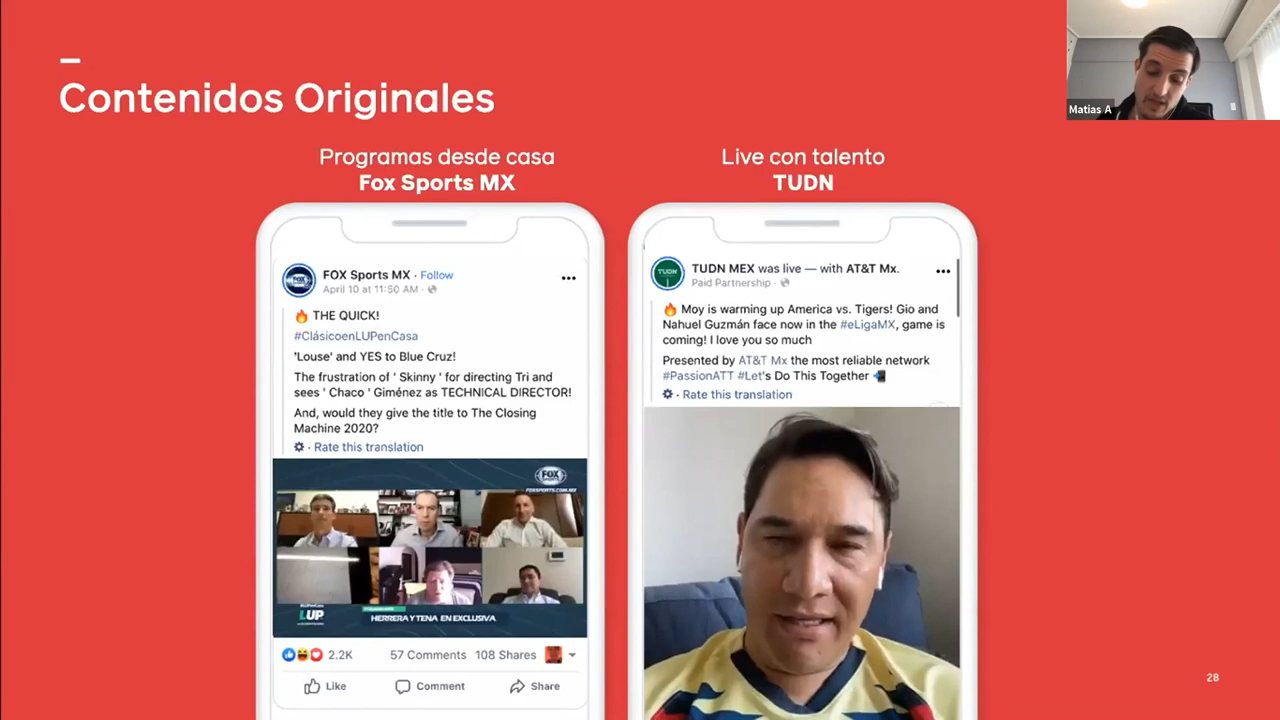 Contenidos Originales
Matias A
Programas desde casa
Fox Sports MX
FOX Sports MX · Follow
April 10 at 11:50 AM ·
THE QUICK!
#ClásicoenLUPenCasa
'Louse' and YES to Blue Cruz!
The frustration of ' Skinny ' for directing Tri and
sees ' Chaco ' Giménez as TECHNICAL DIRECTOR!
And, would they give the title to The Closing
Machine 2020?
· Rate this translation
FOX
FOXSPORTS.COM.MX
LUP
HERRERA Y TENA EN EXCLUSIVA
2.2K
57 Comments 108 Shares
Like Comment Share
Live con talento
TUDN
TUDN
TUDN MEX was live — with AT&T Mx.
Paid Partnership ·
Moy is warming up America vs. Tigers! Gio and
Nahuel Guzmán face now in the #eLigaMX, game is
coming! I love you so much
Presented by AT&T Mx the most reliable network
#PassionATT #Let's Do This Together
· Rate this translation
28